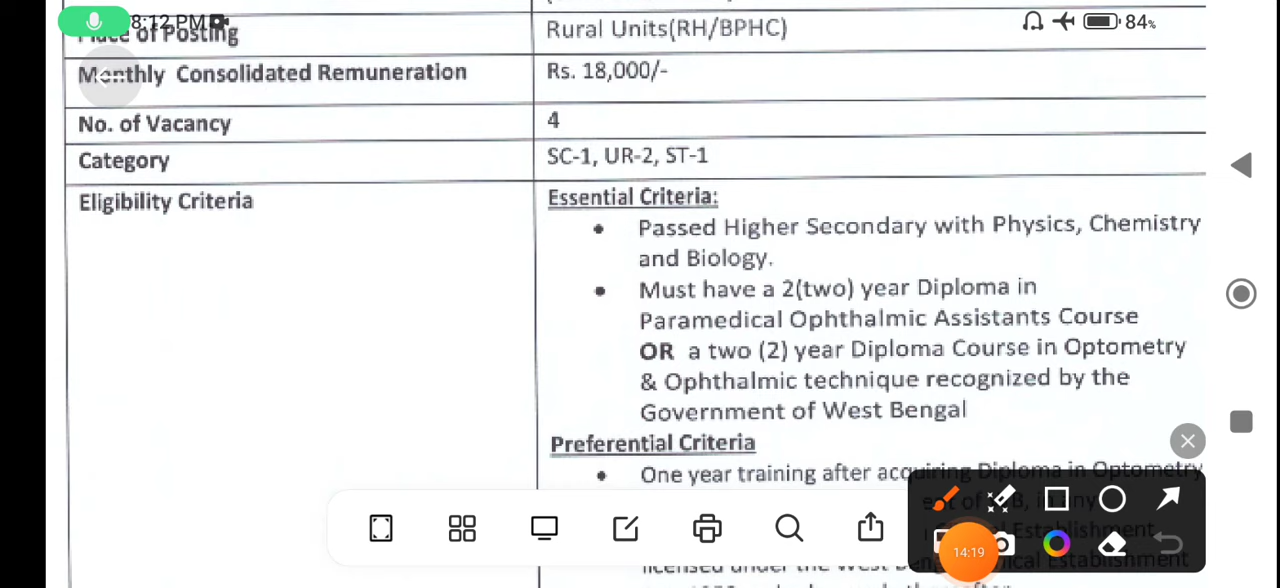 8:12 PM
84%
Place of Posting
Rural Units(RH/BPHC)
Monthly Consolidated Remuneration
Rs. 18,000/-
No. of Vacancy
4
Category
SC-1, UR-2, ST-1
Eligibility Criteria
Essential Criteria:
• Passed Higher Secondary with Physics, Chemistry
and Biology.
• Must have a 2(two) year Diploma in
Paramedical Ophthalmic Assistants Course
OR a two (2) year Diploma Course in Optometry
& Ophthalmic technique recognized by the
Government of West Bengal
Preferential Criteria
• One year training after acquiring Diploma in Optometry
in any
Establishment
14:19
licensed under the West Establishment